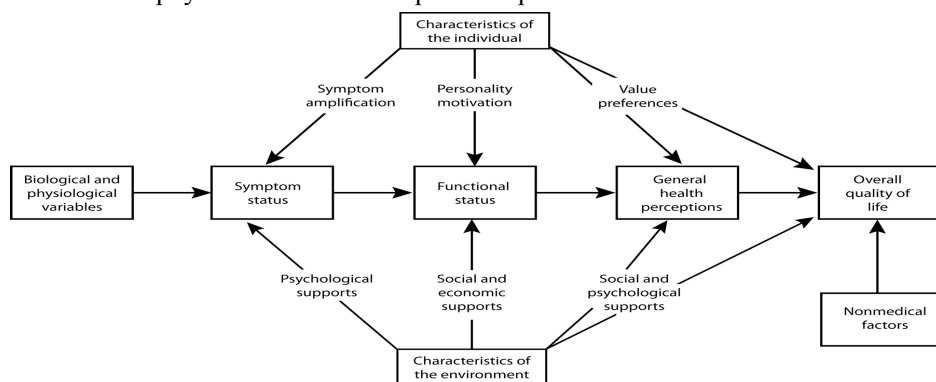 Characteristics of
the individual
Symptom
amplification
Personality
motivation
Value
preferences
Biological and
physiological
variables
Symptom
status
Functional
status
General
health
perceptions
Overall
quality of
life
Psychological
supports
Social and
economic
supports
Social and
psychological
supports
Nonmedical
factors
Characteristics of
the environment